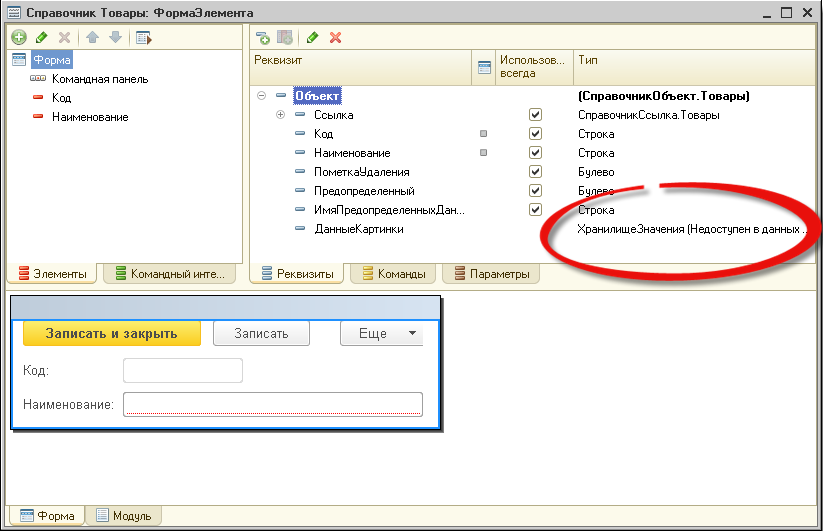 Справочник Товары: ФормаЭлемента
Форма
Командная панель
Код
Наименование
Элементы
Командный инте...
Реквизит
Использов...
всегда
Тип
Объект (СправочникОбъект.Товары)
Ссылка СправочникСсылка.Товары
Код Строка
Наименование Строка
ПометкаУдаления Булево
Предопределенный Булево
ИмяПредопределенныхДан... Строка
ДанныеКартинки ХранилищеЗначения (Недоступен в данных ...
Реквизиты
Команды
Параметры
Записать и закрыть
Записать
Еще
Код:
Наименование:
Форма
Модуль